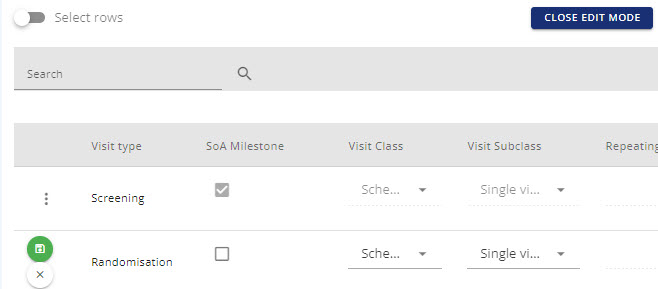 Select rows
CLOSE EDIT MODE
Search
Visit type SoA Milestone Visit Class Visit Subclass Repeating
Screening Sche... Single vi...
Randomisation Sche... Single vi...